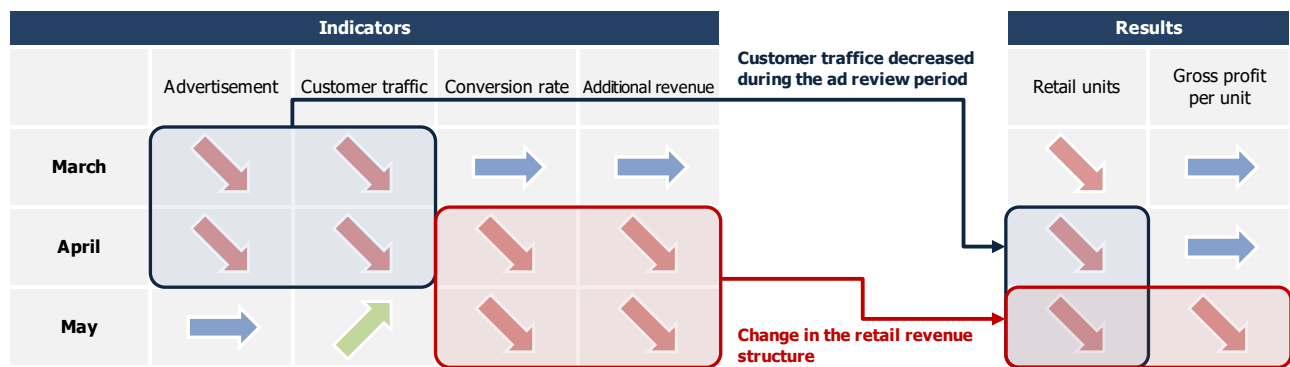 Indicators
Results
Advertisement
Customer traffic
Conversion rate
Additional revenue
Customer traffice decreased
during the ad review period
Retail units
Gross profit
per unit
March
April
May
Change in the retail revenue
structure